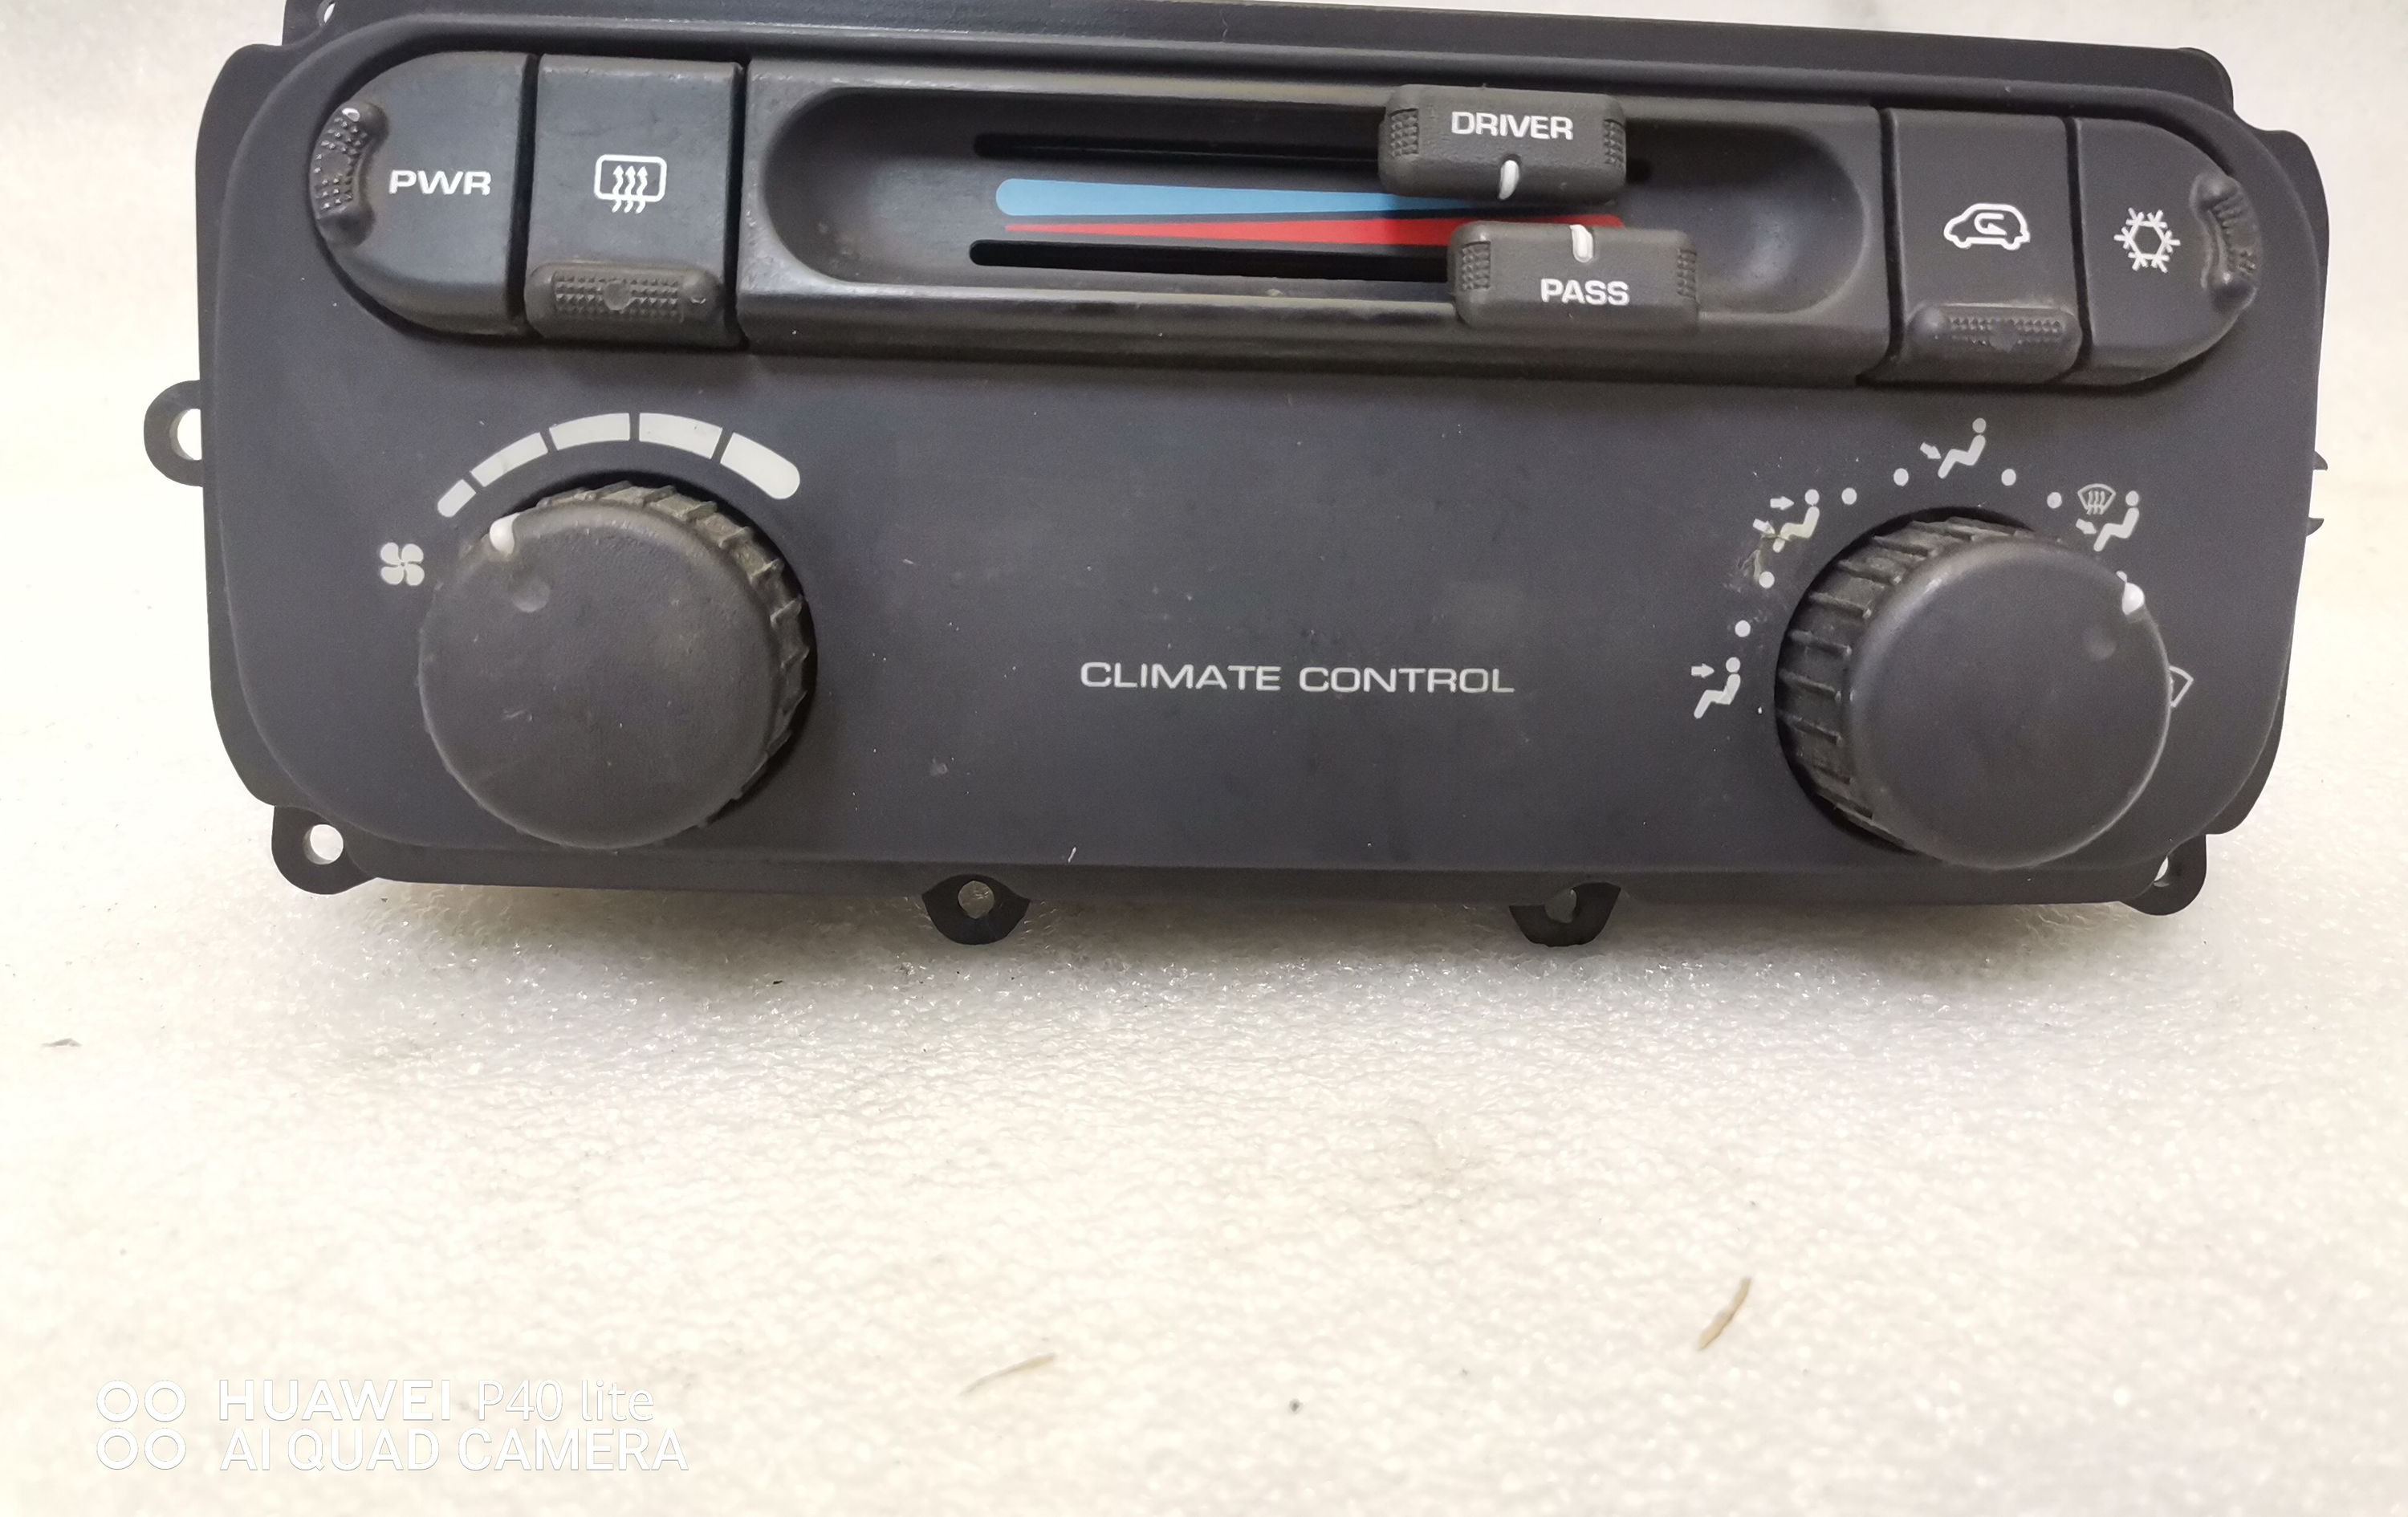 DRIVER
PWR
PASS
CLIMATE CONTROL
HUAWEI P40 lite
AI QUAD CAMERA